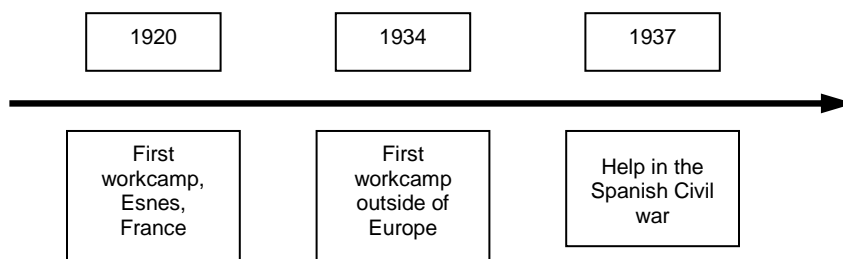 1920
1934
1937
First
workcamp,
Esnes,
France
First
workcamp
outside of
Europe
Help in the
Spanish Civil
war